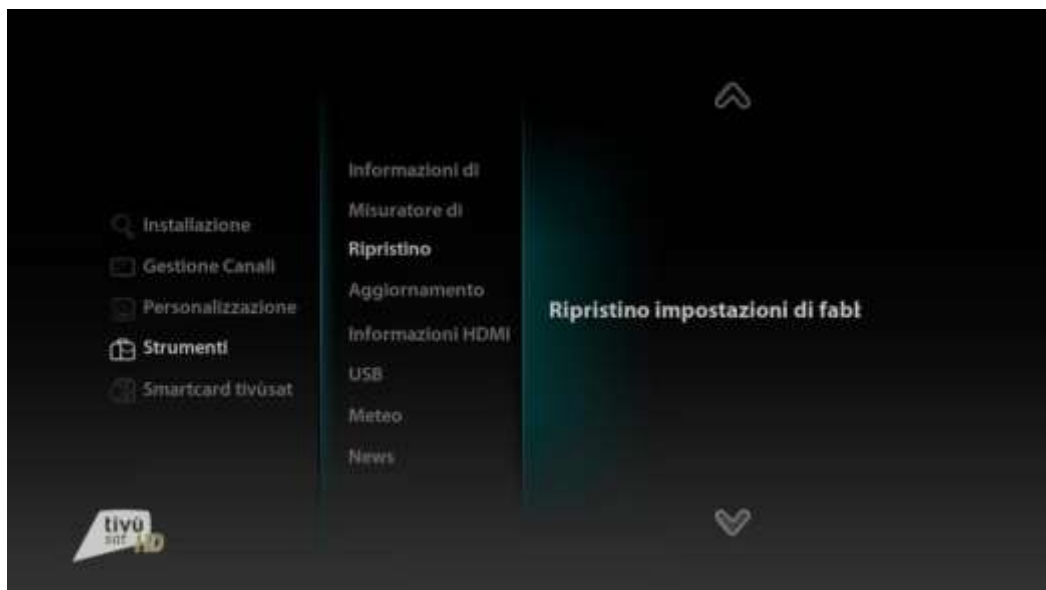 Installazione
Gestione Canali
Personalizzazione
Strumenti
Smartcard tivùsat
Informazioni di
Misuratore di
Ripristino
Aggiornamento
Informazioni HDMI
USB
Meteo
News
Ripristino impostazioni di fabb
tivù
sat HD